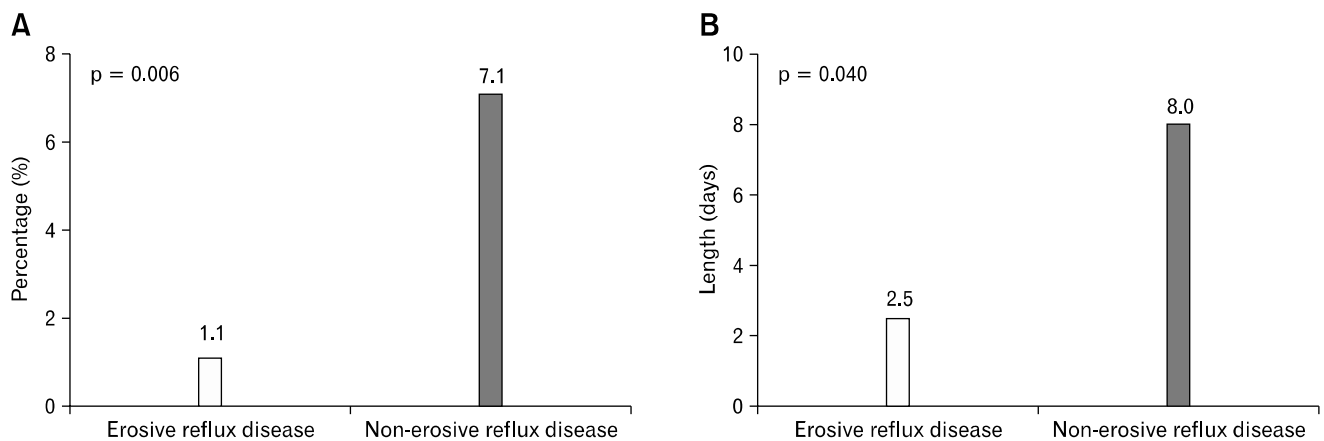 A
Percentage (%)
8
6
4
2
0
p = 0.006
1.1
7.1
Erosive reflux disease
Non-erosive reflux disease
B
Length (days)
10
8
6
4
2
0
p = 0.040
2.5
8.0
Erosive reflux disease
Non-erosive reflux disease